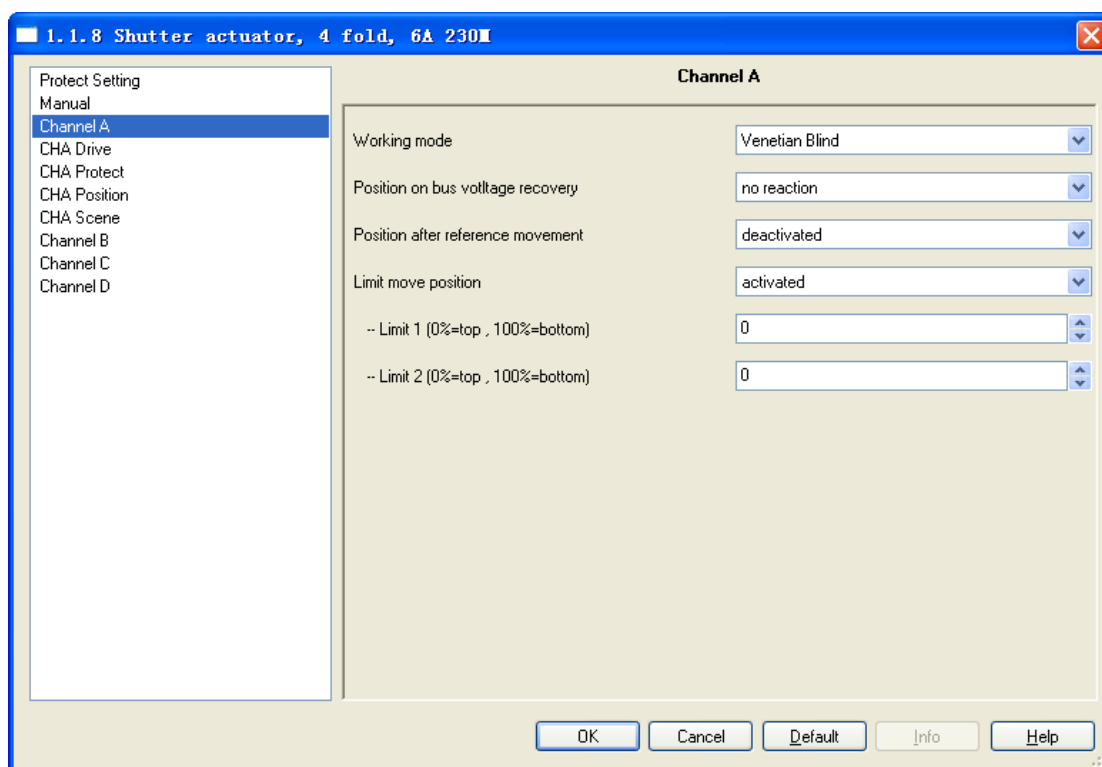 1.1.8 Shutter actuator, 4 fold, 6A 230M
Protect Setting
Manual
Channel A
CHA Drive
CHA Protect
CHA Position
CHA Scene
Channel B
Channel C
Channel D
Channel A
Working mode
Venetian Blind
Position on bus votltage recovery
no reaction
Position after reference movement
deactivated
Limit move position
activated
-- Limit 1 (0%=top , 100%=bottom)
0
-- Limit 2 (0%=top , 100%=bottom)
0
OK
Cancel
Default
Info
Help